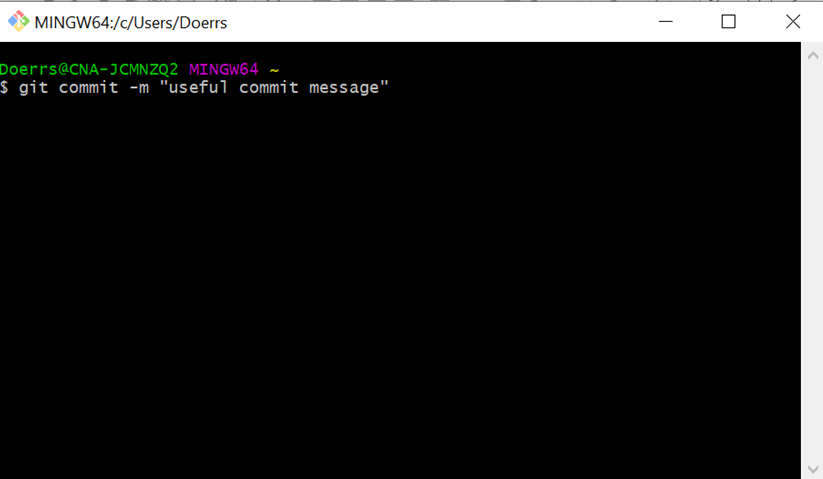 MINGW64:/c/Users/Doerrs
Doerrs@CNA-JCMNZQ2 MINGW64 ~
$ git commit -m "useful commit message"